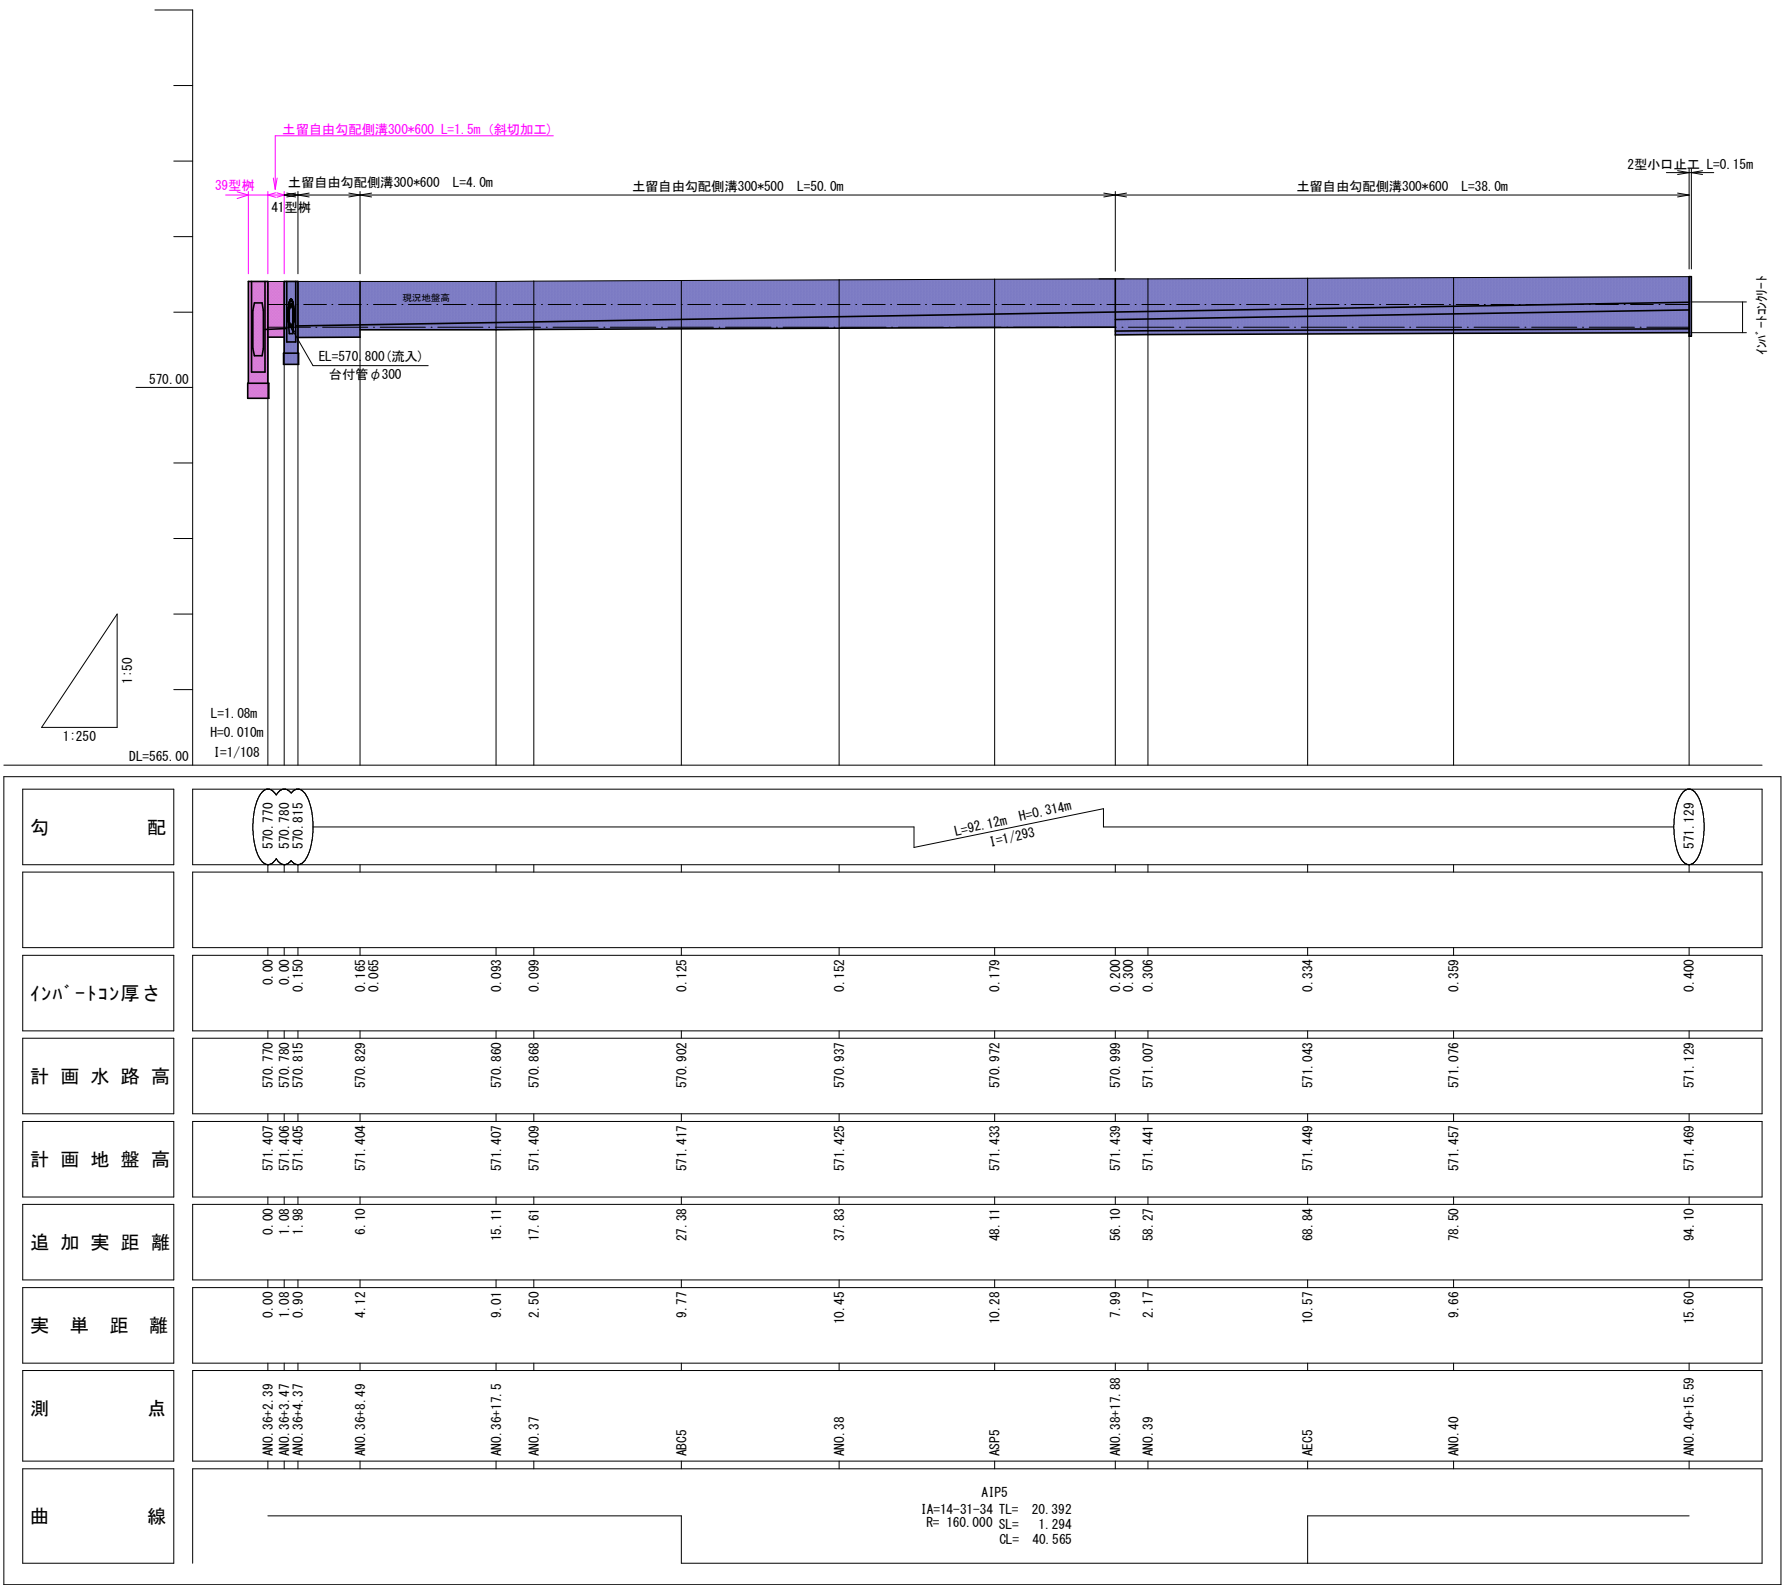 土留自由勾配側溝300*600 L=1.5m (斜切加工)
2型小口止工 L=0.15m
39型桝
土留自由勾配側溝300*600 L=4.0m
土留自由勾配側溝300*500 L=50.0m
土留自由勾配側溝300*600 L=38.0m
41型桝
現況地盤高
インバートコンクリート
EL=570.800(流入)
台付管φ300
570.00
1:50
1:250
L=1.08m
H=0.010m
I=1/108
DL=565.00
勾配
570.770 570.780 570.815
L=92.12m H=0.314m
I=1/293
571.129
インバートコン厚さ
0.00 0.00 0.150 0.165 0.065 0.093 0.099 0.125 0.152 0.179 0.200 0.300 0.306 0.334 0.359 0.400
計画水路高
570.770 570.780 570.815 570.829 570.860 570.868 570.902 570.937 570.972 570.999 571.007 571.043 571.076 571.129
計画地盤高
571.407 571.406 571.405 571.404 571.407 571.409 571.417 571.425 571.433 571.439 571.441 571.449 571.457 571.469
追加実距離
0.00 1.08 1.98 6.10 15.11 17.61 27.38 37.83 48.11 56.10 58.27 68.84 78.50 94.10
実単距離
0.00 1.08 0.90 4.12 9.01 2.50 9.77 10.45 10.28 7.99 2.17 10.57 9.66 15.60
測点
ANO.36+2.39 ANO.36+3.47 ANO.36+4.37 ANO.36+8.49 ANO.36+17.5 ANO.37 ABC5 ANO.38 ASP5 ANO.38+17.88 ANO.39 AEC5 ANO.40 ANO.40+15.59
曲線
AIP5
IA=14-31-34 TL= 20.392
R= 160.000 SL= 1.294
CL= 40.565